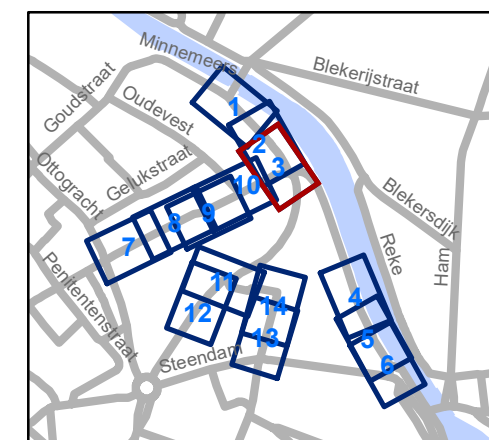 Minnemeers
Blekerijstraat
Goudstraat
Oudevest
1
2
3
Gelukstraat
Ottogracht
10
9
8
7
Blekersdijk
Reke
Ham
Penitentenstraat
11
12
14
13
4
5
6
Steendam